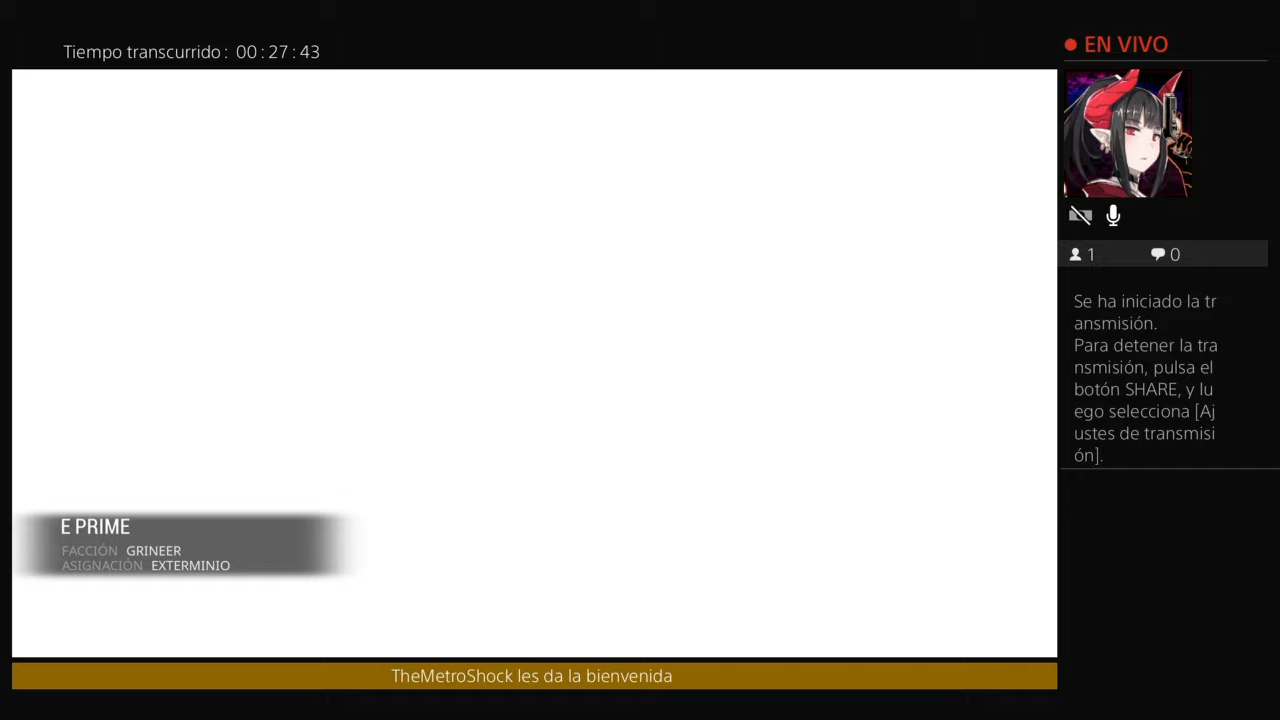 Tiempo transcurrido : 00 : 27 : 43
EN VIVO
1
0
Se ha iniciado la tr
ansmisión.
Para detener la tra
nsmisión, pulsa el
botón SHARE, y lu
ego selecciona [Aj
ustes de transmisi
ón].
E PRIME
FACCIÓN GRINEER
ASIGNACIÓN EXTERMINIO
TheMetroShock les da la bienvenida